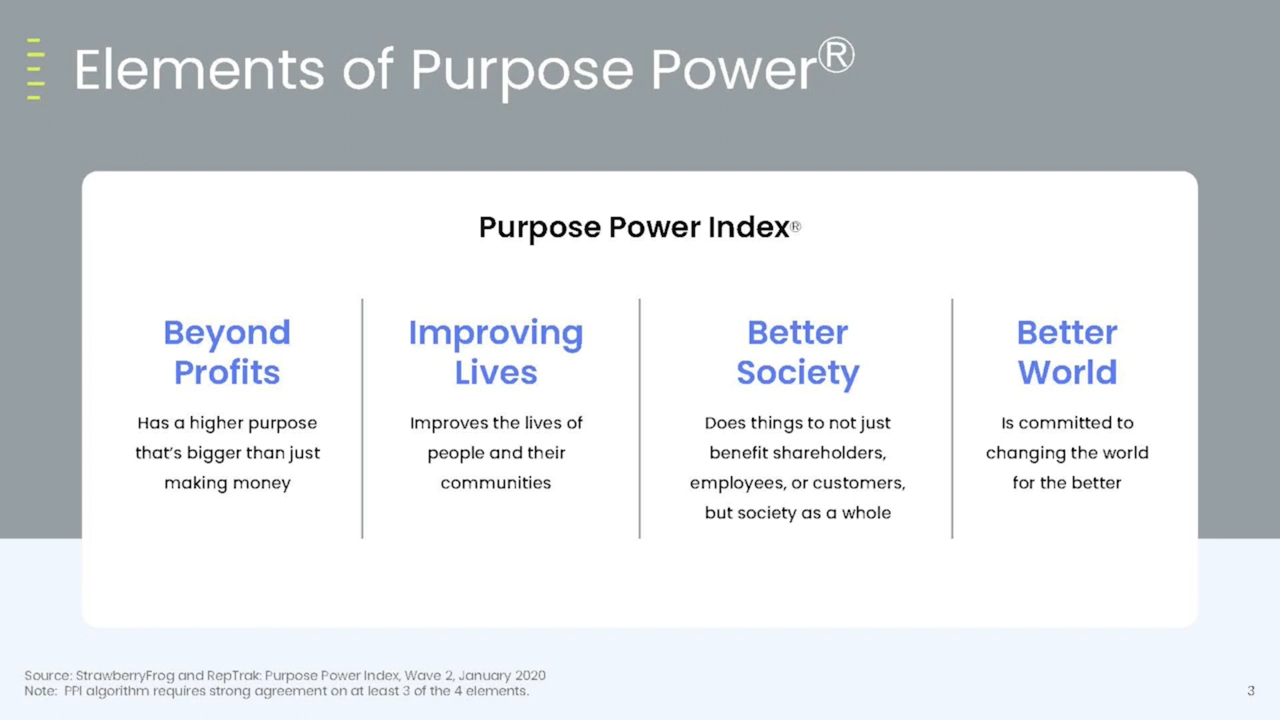 Elements of Purpose Power®
Purpose Power Index®
Beyond
Profits
Has a higher purpose
that's bigger than just
making money
Improving
Lives
Improves the lives of
people and their
communities
Better
Society
Does things to not just
benefit shareholders,
employees, or customers,
but society as a whole
Better
World
Is committed to
changing the world
for the better
Source: StrawberryFrog and RepTrak: Purpose Power Index, Wave 2, January 2020
Note: PPI algorithm requires strong agreement on at least 3 of the 4 elements.
3